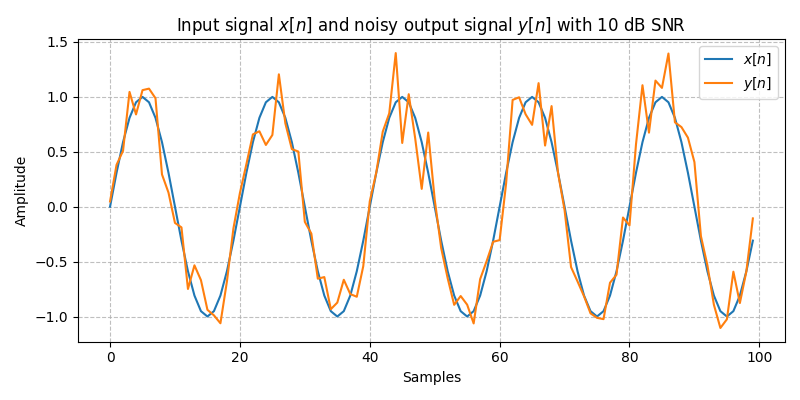 Input signal x[n] and noisy output signal y[n] with 10 dB SNR
1.5
1.0
0.5
0.0
−0.5
−1.0
Amplitude
x[n]
y[n]
0 20 40 60 80 100
Samples